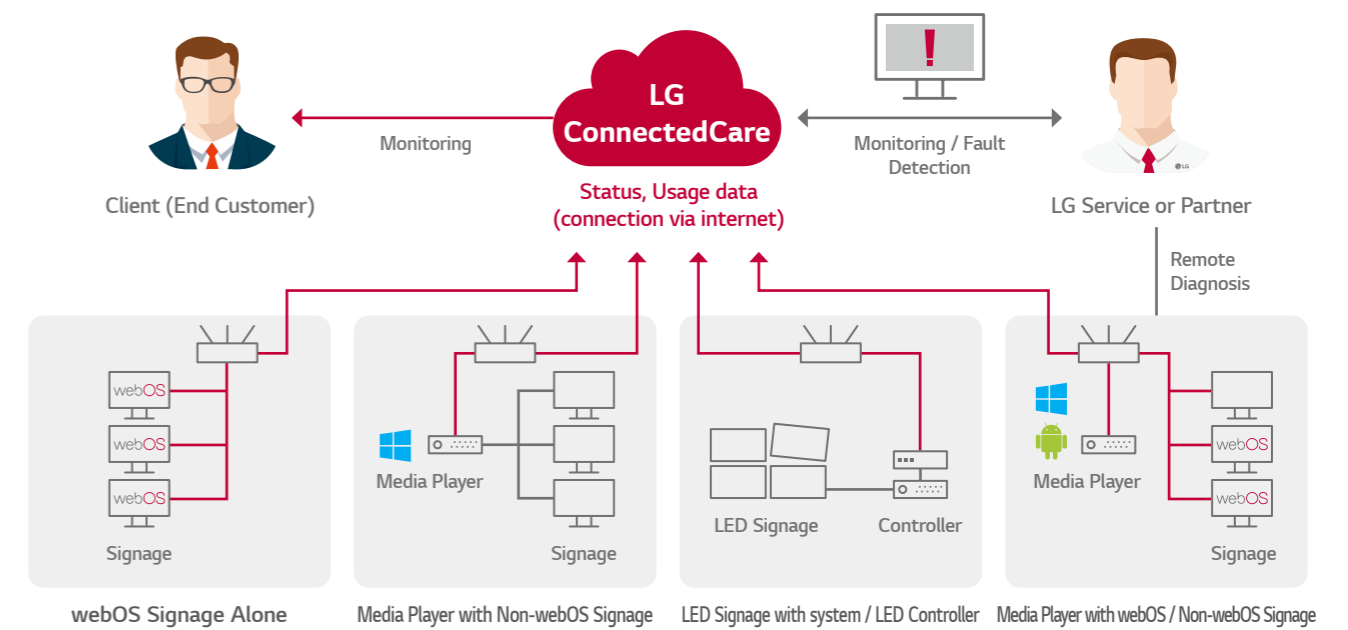 LG
ConnectedCare
Monitoring
Monitoring / Fault
Detection
LG
Client (End Customer)
Status, Usage data
(connection via internet)
LG Service or Partner
Remote
Diagnosis
webOS
webOS
webOS
Signage
webOS Signage Alone
Media Player
Signage
Media Player with Non-webOS Signage
LED Signage
Controller
LED Signage with system / LED Controller
Media Player
webOS
webOS
Signage
Media Player with webOS / Non-webOS Signage